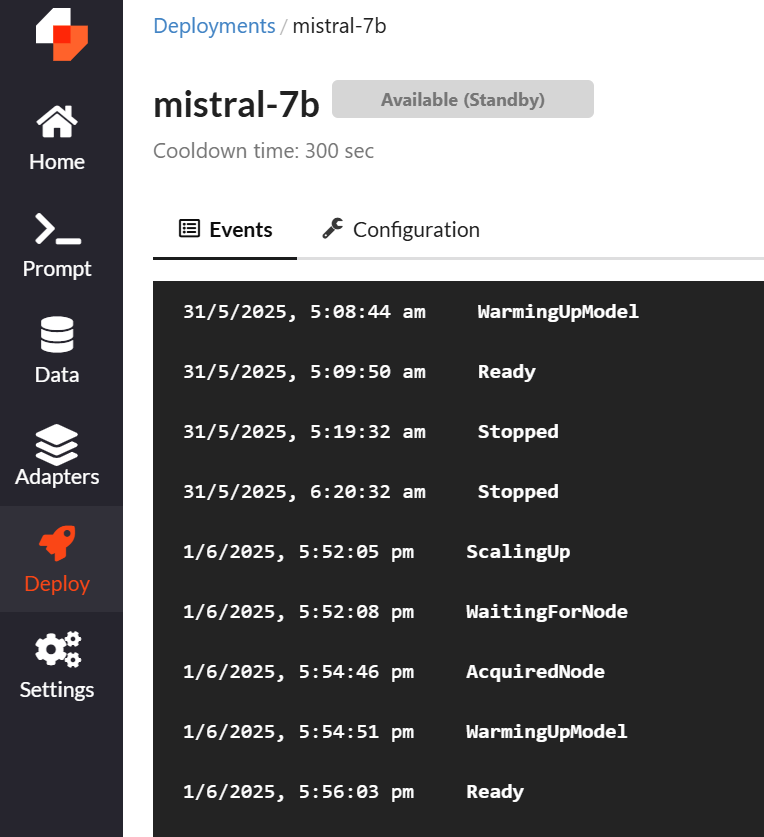 Deployments / mistral-7b
mistral-7b
Available (Standby)
Cooldown time: 300 sec
Home
Prompt
Data
Adapters
Deploy
Settings
Events
Configuration
31/5/2025, 5:08:44 am WarmingUpModel
31/5/2025, 5:09:50 am Ready
31/5/2025, 5:19:32 am Stopped
31/5/2025, 6:20:32 am Stopped
1/6/2025, 5:52:05 pm ScalingUp
1/6/2025, 5:52:08 pm WaitingForNode
1/6/2025, 5:54:46 pm AcquiredNode
1/6/2025, 5:54:51 pm WarmingUpModel
1/6/2025, 5:56:03 pm Ready